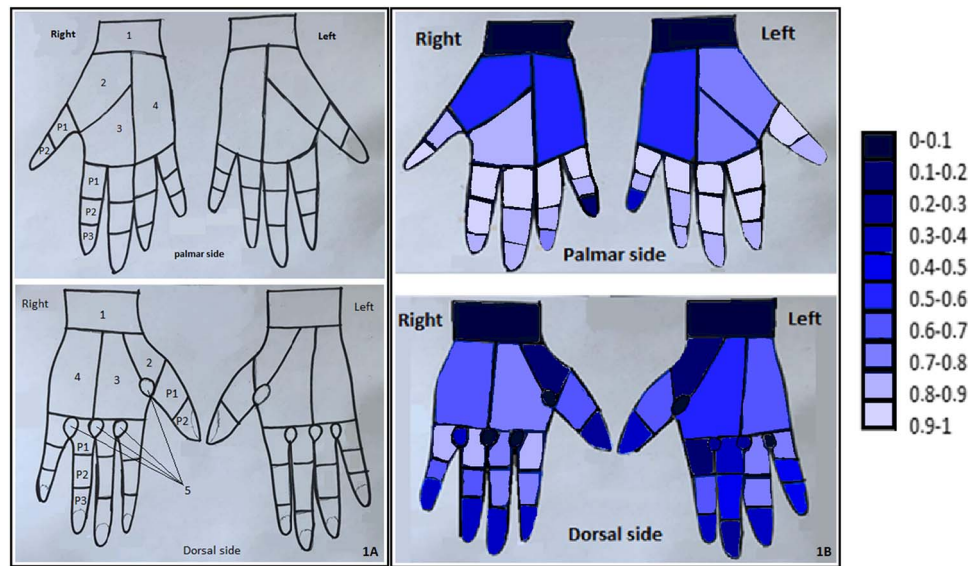 Right
1
Left
2
4
3
P1
P2
P1
P2
P3
palmar side
Right
Left
1
2
4
3
P1
P2
P1
P2
P3
5
Dorsal side
1A
Right
Left
Palmar side
Right
Left
Dorsal side
1B
0-0.1
0.1-0.2
0.2-0.3
0.3-0.4
0.4-0.5
0.5-0.6
0.6-0.7
0.7-0.8
0.8-0.9
0.9-1